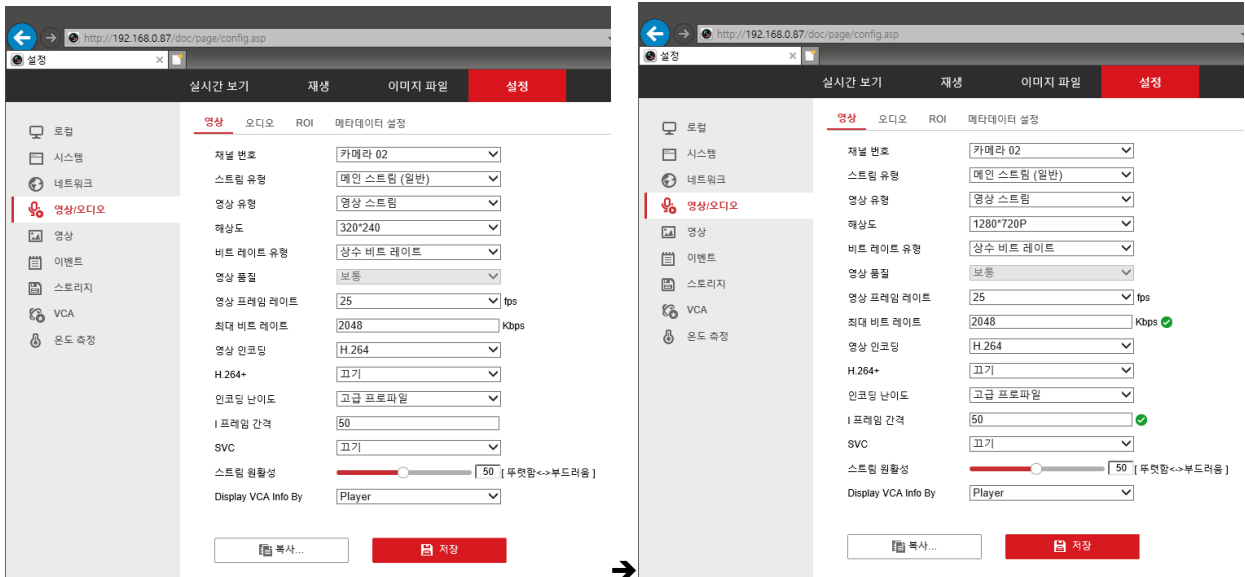 http://192.168.0.87/doc/page/config.asp
설정
실시간 보기 재생 이미지 파일 설정
영상 오디오 ROI 메타데이터 설정
로컬
시스템
네트워크
영상/오디오
영상
이벤트
스토리지
VCA
온도 측정
채널 번호 카메라 02
스트림 유형 메인 스트림 (일반)
영상 유형 영상 스트림
해상도 320*240
비트 레이트 유형 상수 비트 레이트
영상 품질 보통
영상 프레임 레이트 25 fps
최대 비트 레이트 2048 Kbps
영상 인코딩 H.264
H.264+ 끄기
인코딩 난이도 고급 프로파일
I 프레임 간격 50
SVC 끄기
스트림 원활성 50 [ 뚜렷함<->부드러움 ]
Display VCA Info By Player
복사... 저장
➔
http://192.168.0.87/doc/page/config.asp
설정
실시간 보기 재생 이미지 파일 설정
영상 오디오 ROI 메타데이터 설정
로컬
시스템
네트워크
영상/오디오
영상
이벤트
스토리지
VCA
온도 측정
채널 번호 카메라 02
스트림 유형 메인 스트림 (일반)
영상 유형 영상 스트림
해상도 1280*720P
비트 레이트 유형 상수 비트 레이트
영상 품질 보통
영상 프레임 레이트 25 fps
최대 비트 레이트 2048 Kbps
영상 인코딩 H.264
H.264+ 끄기
인코딩 난이도 고급 프로파일
I 프레임 간격 50
SVC 끄기
스트림 원활성 50 [ 뚜렷함<->부드러움 ]
Display VCA Info By Player
복사... 저장